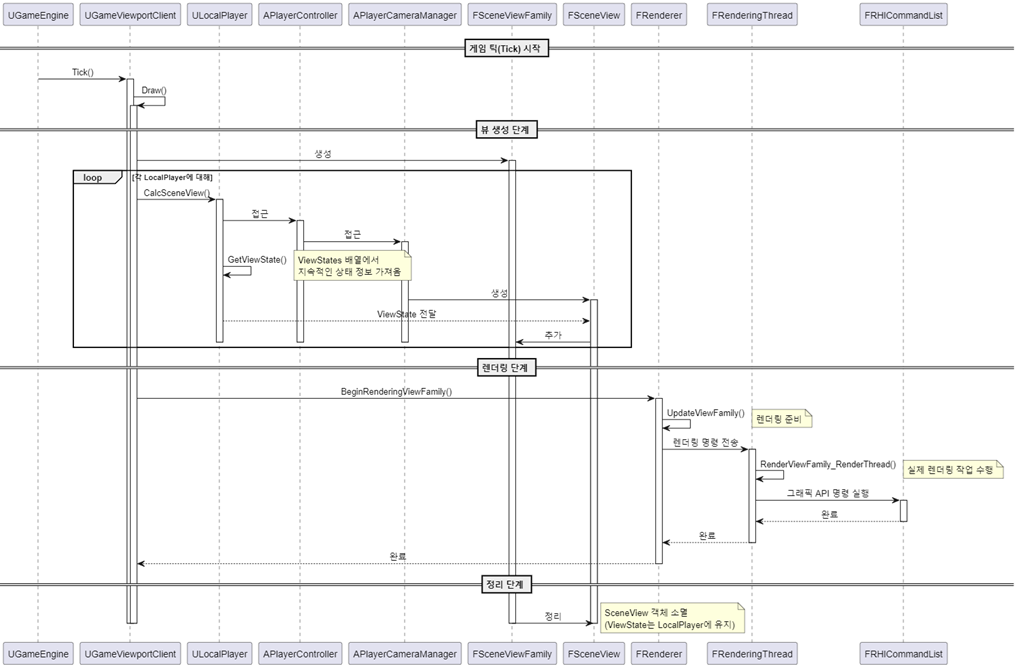 UGameEngine
UGameViewportClient
ULocalPlayer
APlayerController
APlayerCameraManager
FSceneViewFamily
FSceneView
FRenderer
FRenderingThread
FRHICommandList
게임 틱(Tick) 시작
Tick()
Draw()
뷰 생성 단계
생성
loop
[각 LocalPlayer에 대해]
CalcSceneView()
접근
접근
GetViewState()
ViewStates 배열에서
지속적인 상태 정보 가져옴
생성
ViewState 전달
추가
렌더링 단계
BeginRenderingViewFamily()
UpdateViewFamily()
렌더링 준비
렌더링 명령 전송
RenderViewFamily_RenderThread()
실제 렌더링 작업 수행
그래픽 API 명령 실행
완료
완료
완료
정리 단계
정리
SceneView 객체 소멸
(ViewState는 LocalPlayer에 유지)
UGameEngine
UGameViewportClient
ULocalPlayer
APlayerController
APlayerCameraManager
FSceneViewFamily
FSceneView
FRenderer
FRenderingThread
FRHICommandList